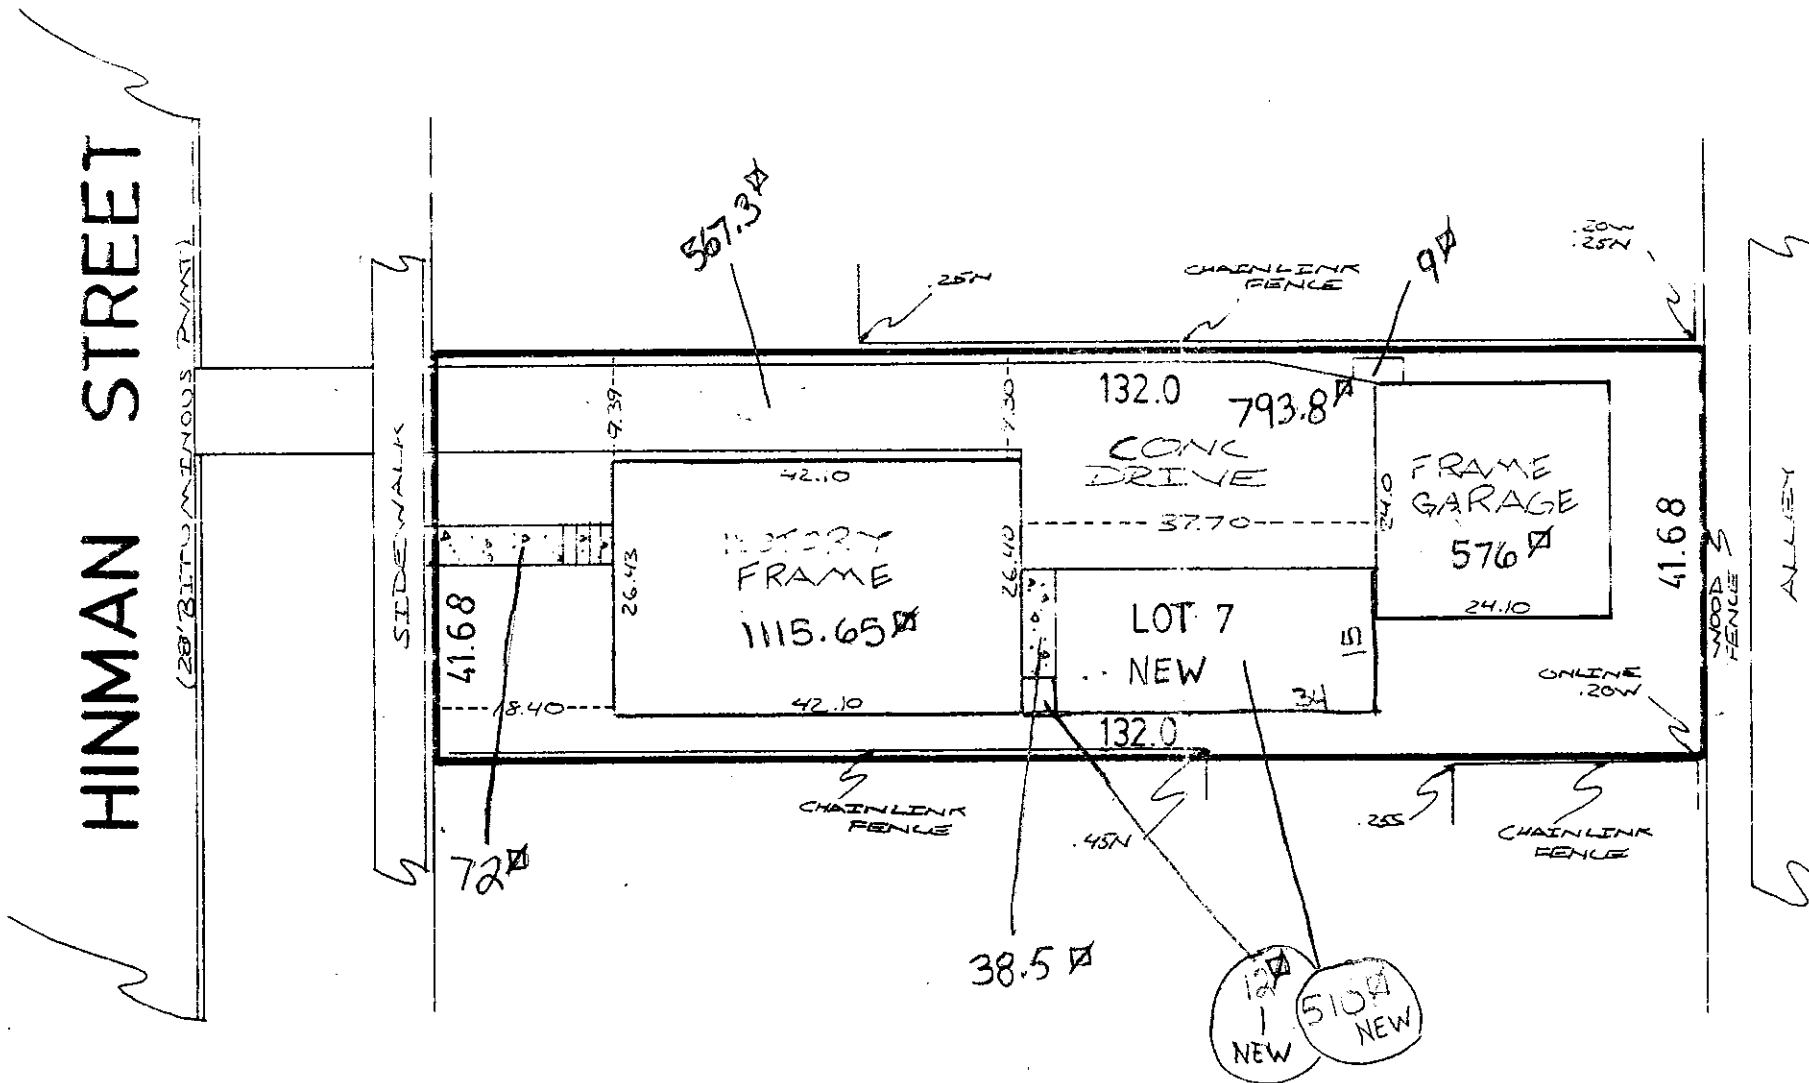 HINMAN STREET
(28' BITUMINOUS PVMT)
SIDEWALK
567.3
.25N
CHAINLINK
FENCE
9
.20W
.25N
9.39
7.30
132.0
793.8
CONC
DRIVE
42.10
37.70
24.0
FRAME
GARAGE
576
24.10
41.68
WOOD
FENCE
ALLEY
41.68
26.43
FRAME
1115.65
26.40
LOT 7
NEW
15
34
18.40
42.10
132.0
ONLINE
.20W
CHAINLINK
FENCE
.45N
.25S
CHAINLINK
FENCE
72
38.5
12
NEW
510
NEW